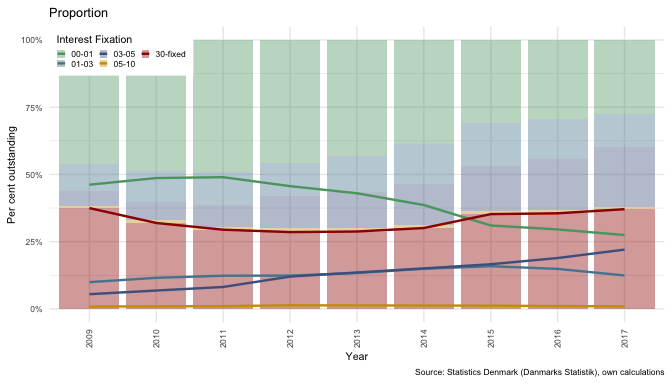 Proportion
Interest Fixation
00-01 03-05 30-fixed
01-03 05-10
100%
75%
50%
25%
0%
Per cent outstanding
2009 2010 2011 2012 2013 2014 2015 2016 2017
Year
Source: Statistics Denmark (Danmarks Statistik), own calculations